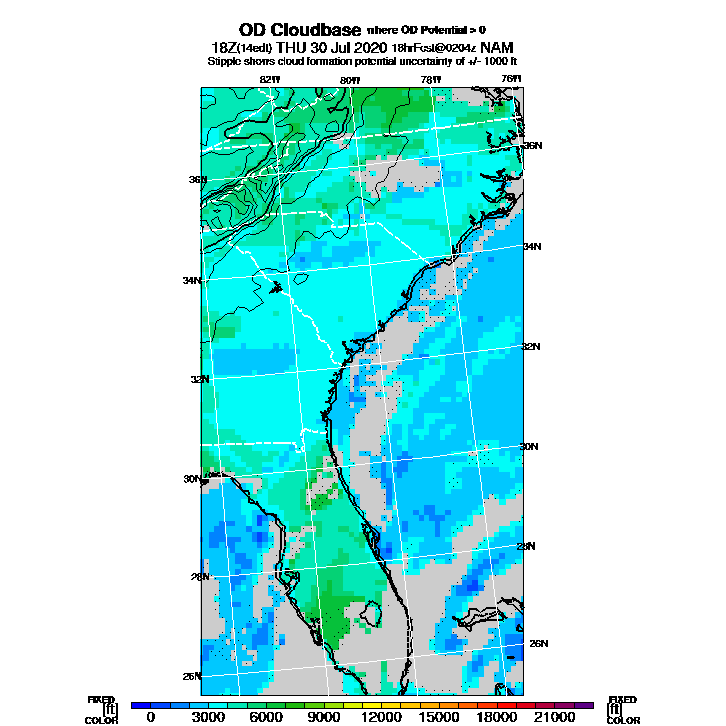 OD Cloudbase where OD Potential > 0
18Z(14edt) THU 30 Jul 2020 18hrFcst@0204z NAM
Stipple shows cloud formation potential uncertainty of +/- 1000 ft
82W 80W 78W 76W
36N
36N
34N
34N
32N
32N
30N
30N
28N
28N
26N
26N
FIXED FIXED
[ft] [ft]
COLOR 0 3000 6000 9000 12000 15000 18000 21000 COLOR